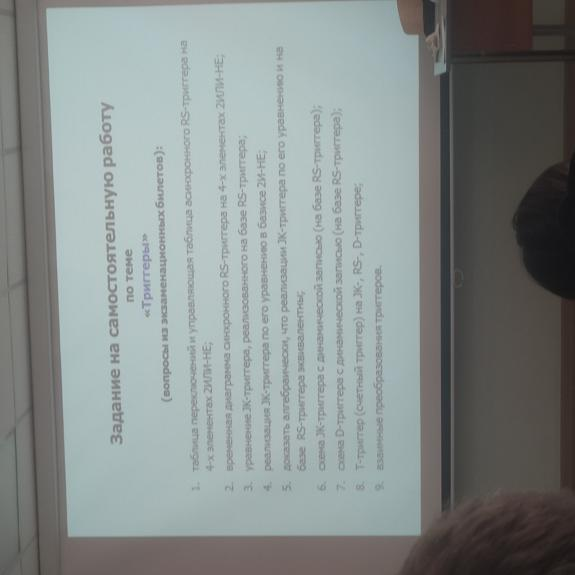 Задание на самостоятельную работу
по теме
«Триггеры»
(вопросы из экзаменационных билетов):
1. таблица переключений и управляющая таблица асинхронного RS-триггера на
4-х элементах 2ИЛИ-НЕ;
2. временная диаграмма синхронного RS-триггера на 4-х элементах 2ИЛИ-НЕ;
3. уравнение JK-триггера, реализованного на базе RS-триггера;
4. реализация JK-триггера по его уравнению в базисе 2И-НЕ;
5. доказать алгебраически, что реализации JK-триггера по его уравнению и на
базе RS-триггера эквивалентны;
6. схема JK-триггера с динамической записью (на базе RS-триггера);
7. схема D-триггера с динамической записью (на базе RS-триггера);
8. Т-триггер (счетный триггер) на JK-, RS-, D-триггере;
9. взаимные преобразования триггеров.